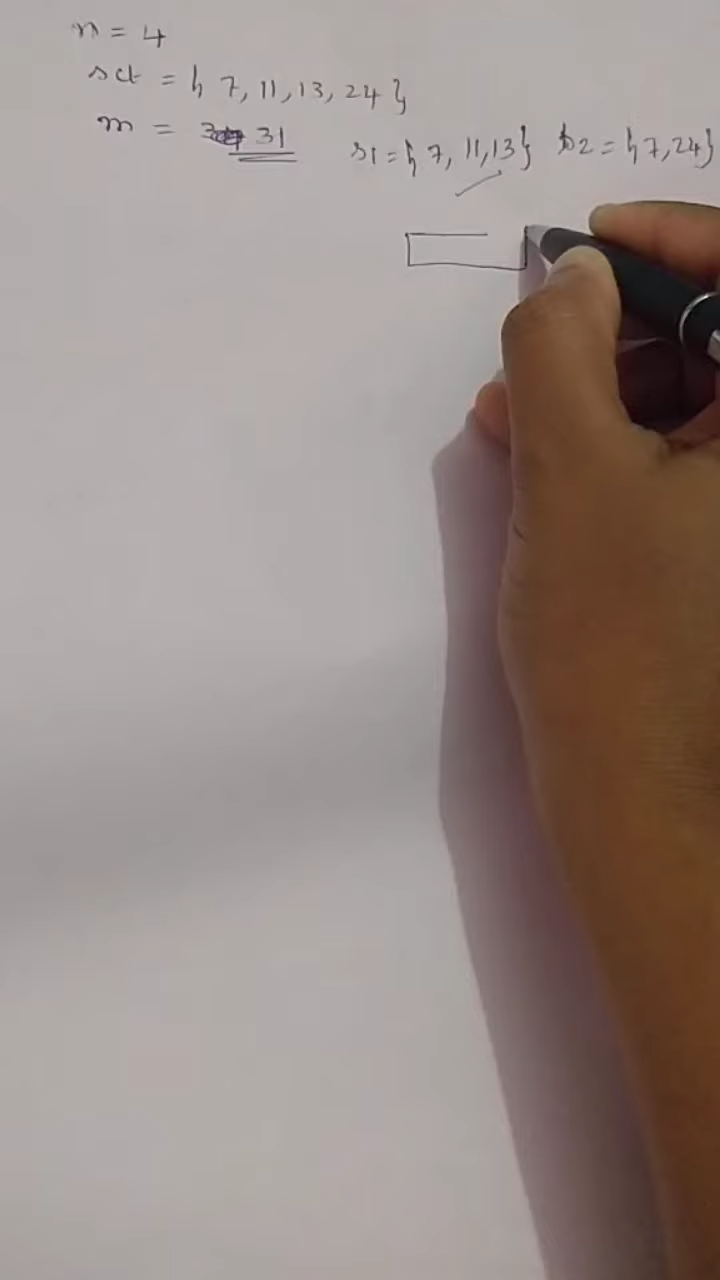 n = 4
set = { 7, 11, 13, 24 }
m = 31 s1 = { 7, 11, 13 } s2 = { 7, 24 }